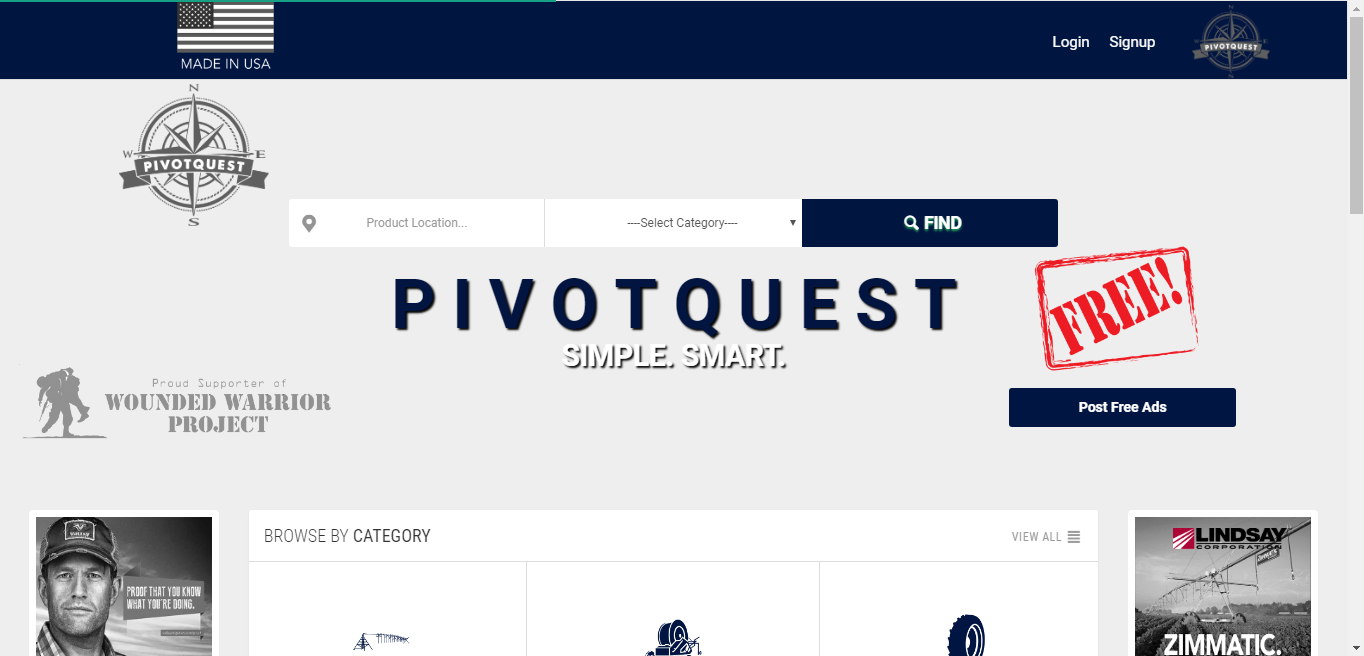 MADE IN USA
Login Signup
PIVOTQUEST
N
W E
PIVOTQUEST
S
Product Location...
----Select Category----
FIND
PIVOTQUEST
SIMPLE. SMART.
FREE!
Proud Supporter of
WOUNDED WARRIOR
PROJECT
Post Free Ads
BROWSE BY CATEGORY
VIEW ALL
PROOF THAT YOU KNOW
WHAT YOU'RE DOING.
LINDSAY
CORPORATION
ZIMMATIC.